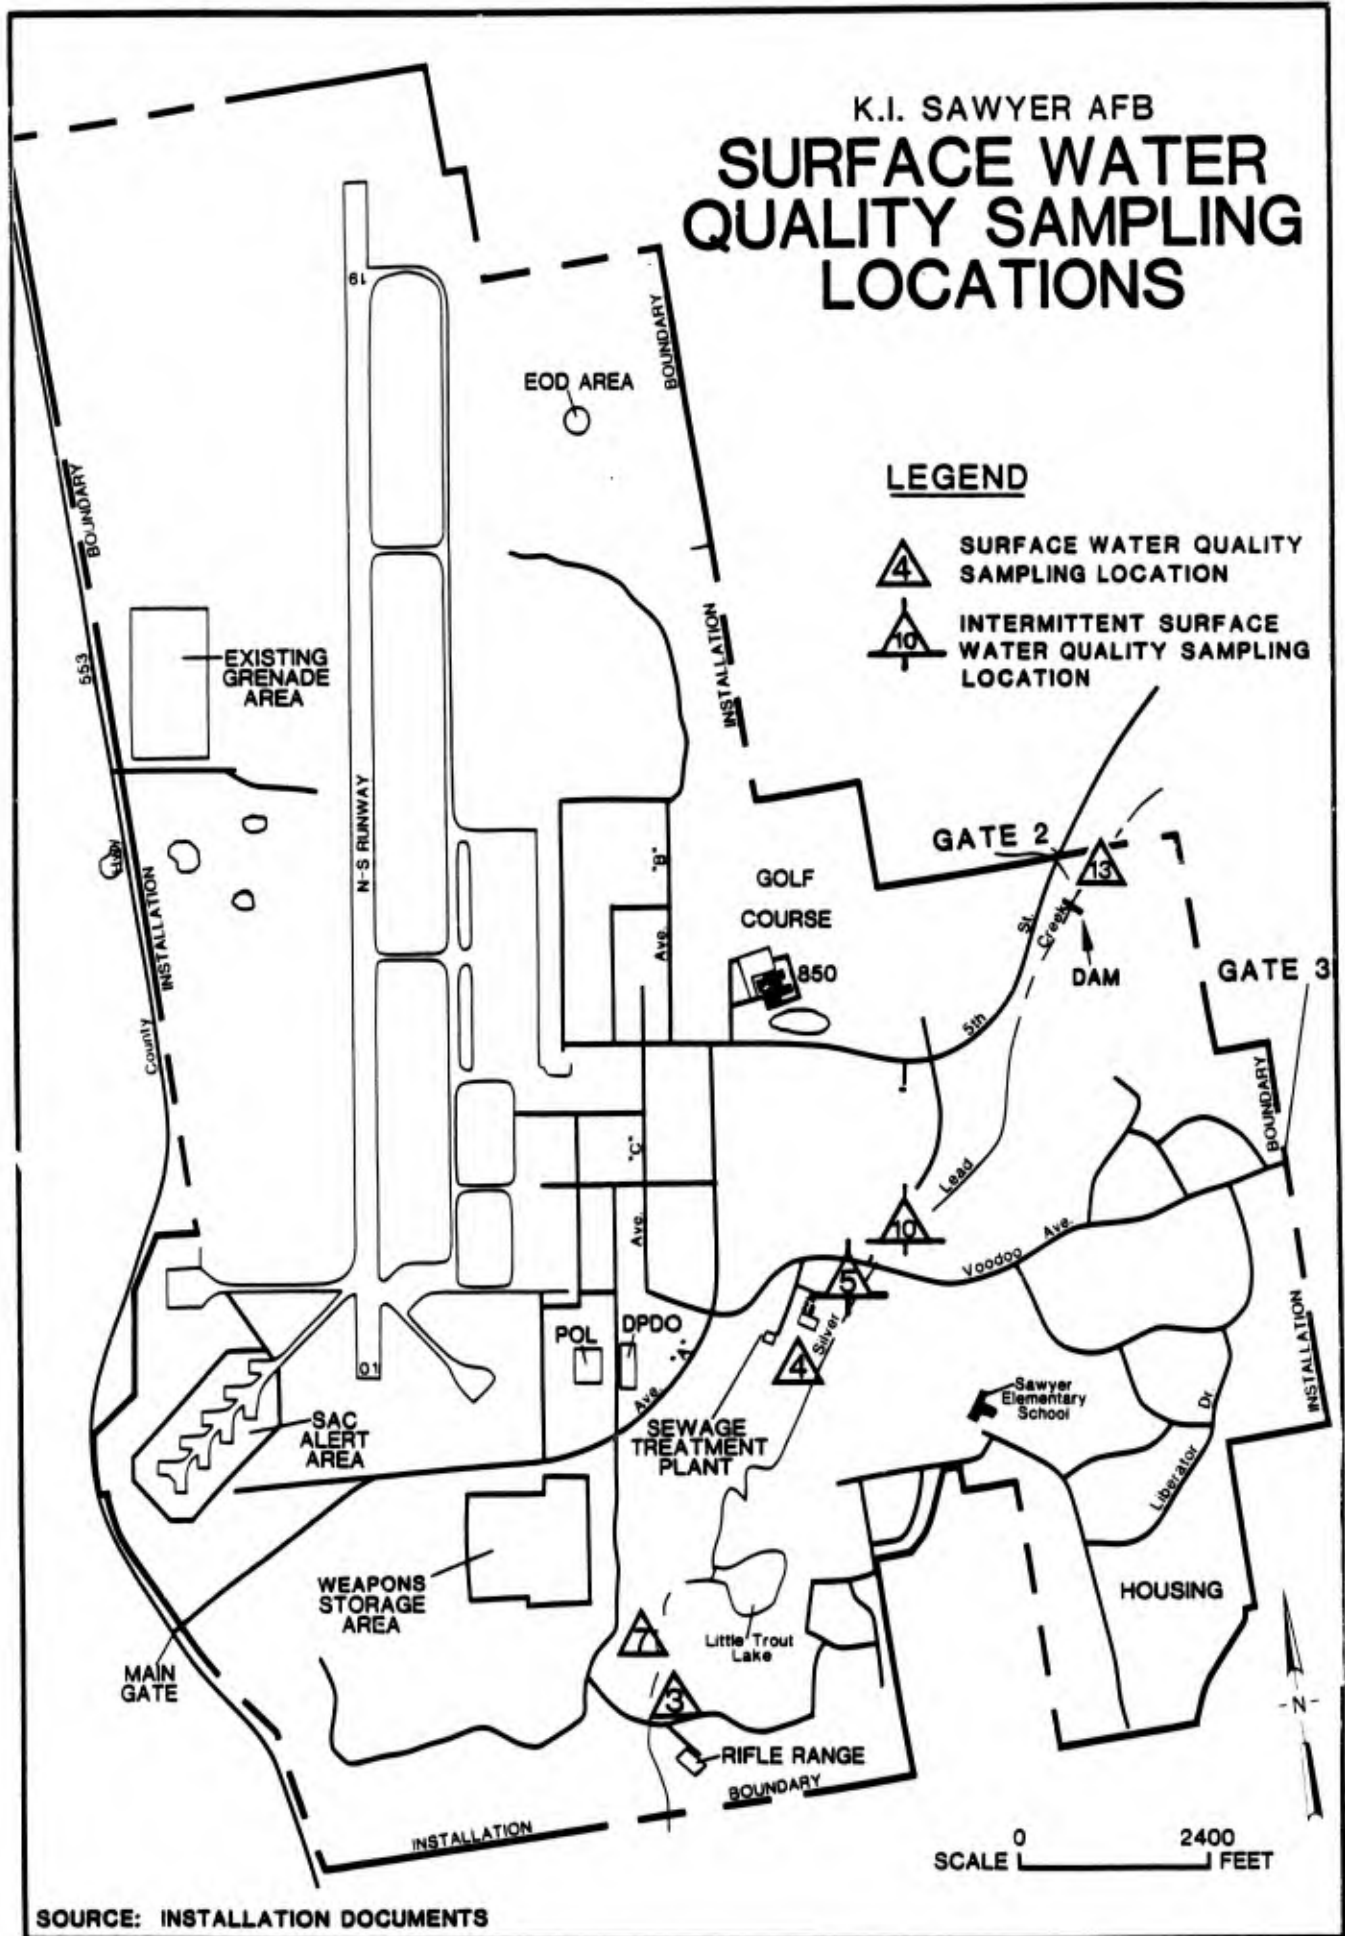 K.I. SAWYER AFB
SURFACE WATER
QUALITY SAMPLING
LOCATIONS
19
BOUNDARY
EOD AREA
LEGEND
4
SURFACE WATER QUALITY
SAMPLING LOCATION
10
INTERMITTENT SURFACE
WATER QUALITY SAMPLING
LOCATION
BOUNDARY
INSTALLATION
553
EXISTING
GRENADE
AREA
N-S RUNWAY
INSTALLATION
County
"B"
Ave.
GOLF
COURSE
850
GATE 2
13
St.
Creeks
DAM
GATE 3
5th
BOUNDARY
"C"
Ave.
Lead
10
Voodoo
Ave.
5
Silver
4
POL
DPDO
"A"
Ave.
01
SAC
ALERT
AREA
SEWAGE
TREATMENT
PLANT
Sawyer
Elementary
School
INSTALLATION
Liberator
Dr.
WEAPONS
STORAGE
AREA
HOUSING
7
Little Trout
Lake
MAIN
GATE
3
RIFLE RANGE
BOUNDARY
INSTALLATION
-N-
0
2400
SCALE
FEET
SOURCE: INSTALLATION DOCUMENTS